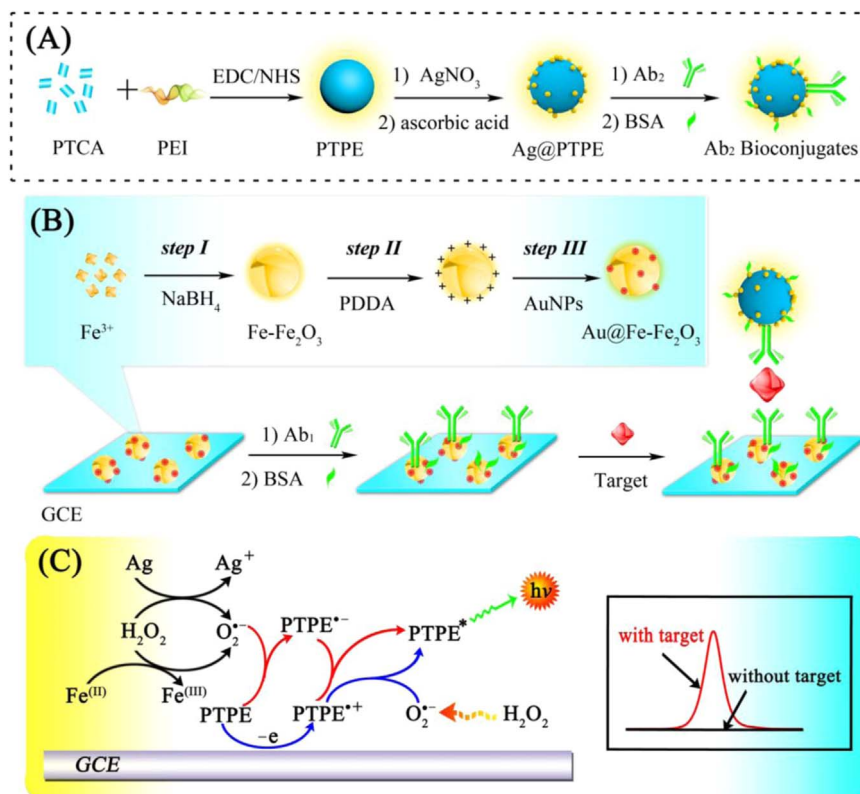 (A)
EDC/NHS
1) AgNO₃
1) Ab₂
+
2) ascorbic acid
2) BSA
PTCA
PEI
PTPE
Ag@PTPE
Ab₂ Bioconjugates
(B)
step I
step II
step III
NaBH₄
PDDA
AuNPs
Fe³⁺
Fe-Fe₂O₃
Au@Fe-Fe₂O₃
1) Ab₁
2) BSA
Target
GCE
(C)
Ag
Ag⁺
hν
H₂O₂
O₂•⁻
PTPE•⁻
PTPE*
Fe(II)
Fe(III)
PTPE
PTPE•⁺
O₂•⁻
H₂O₂
−e
GCE
with target
without target